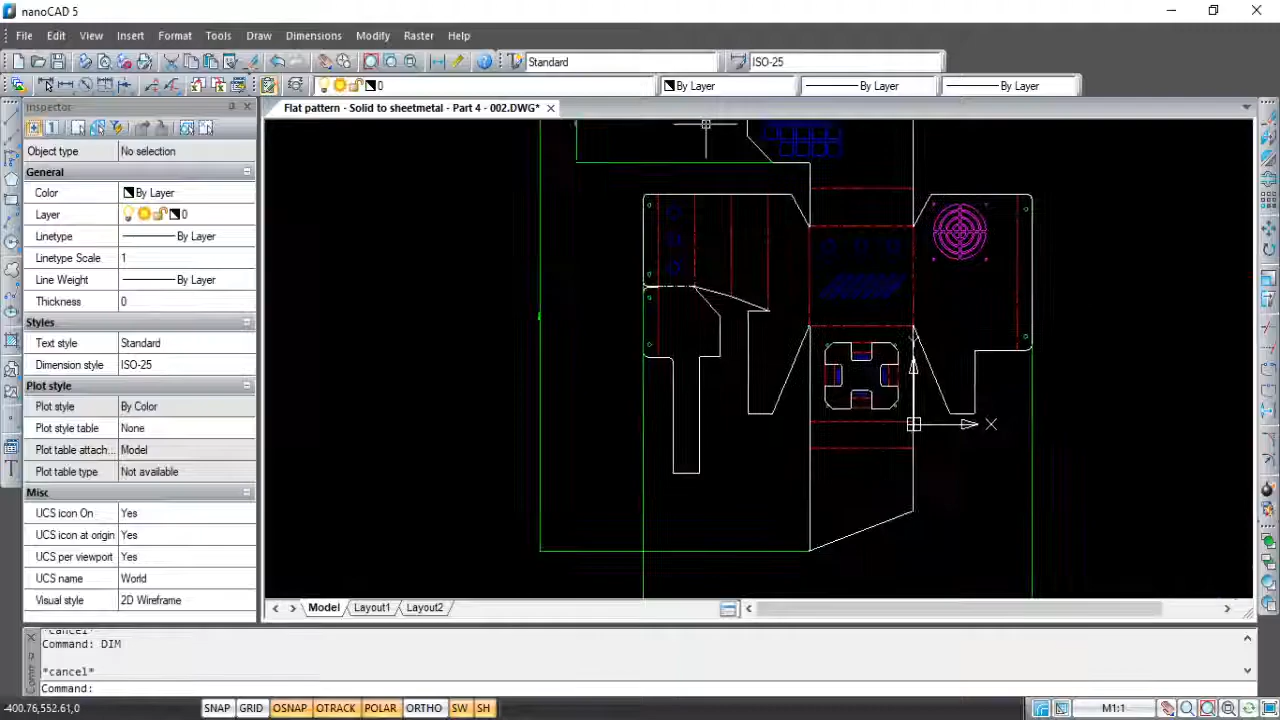 nanoCAD 5
File Edit View Insert Format Tools Draw Dimensions Modify Raster Help
Standard ISO-25
0 By Layer By Layer By Layer
Inspector Flat pattern - Solid to sheetmetal - Part 4 - 002.DWG*
Object type No selection
General
Color By Layer
Layer 0
Linetype By Layer
Linetype Scale 1
Line Weight By Layer
Thickness 0
Styles
Text style Standard
Dimension style ISO-25
Plot style
Plot style By Color
Plot style table None
Plot table attach... Model
Plot table type Not available
Misc
UCS icon On Yes
UCS icon at origin Yes
UCS per viewport Yes
UCS name World
Visual style 2D Wireframe
Y
X
Model Layout1 Layout2
*cancel*
Command: DIM
*cancel*
Command:
-400.76,552.61,0 SNAP GRID OSNAP OTRACK POLAR ORTHO SW SH M1:1